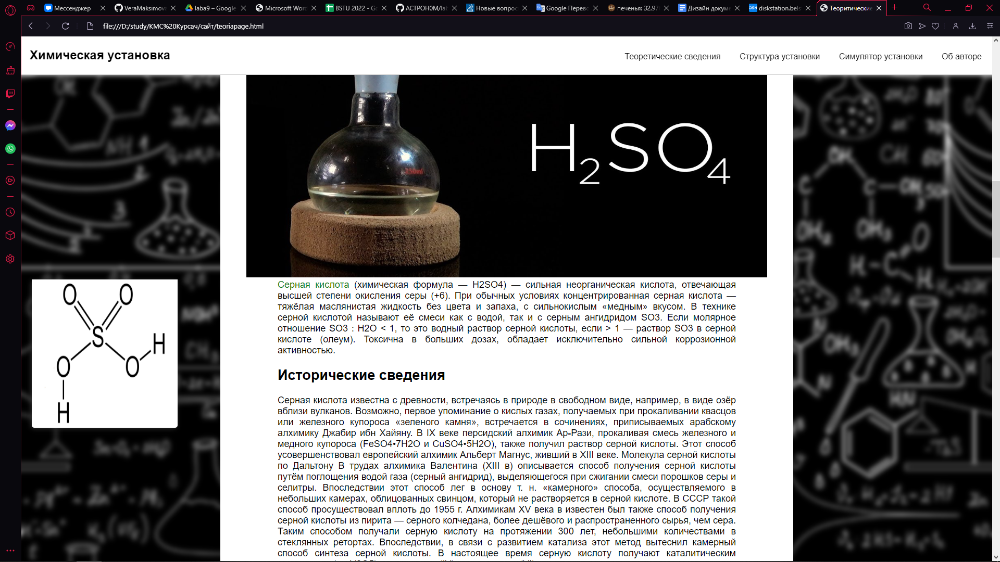 Мессенджер
VeraMaksimova
laba9 – Google
Microsoft Word
BSTU 2022 - Go
ACTPOH0M/lab
Новые вопрос
Google Перев
печенья: 32.97
Дизайн докум
diskstation.bels
Теоритические
file:///D:/study/KMC%20Курсач/сайт/teoriapage.html
Химическая установка
Теоретические сведения
Структура установки
Симулятор установки
Об авторе
250ml
H2SO4
O O
S
H
O O
H
Серная кислота (химическая формула — H2SO4) — сильная неорганическая кислота, отвечающая
высшей степени окисления серы (+6). При обычных условиях концентрированная серная кислота —
тяжёлая маслянистая жидкость без цвета и запаха, с сильнокислым «медным» вкусом. В технике
серной кислотой называют её смеси как с водой, так и с серным ангидридом SO3. Если молярное
отношение SO3 : H2O < 1, то это водный раствор серной кислоты, если > 1 — раствор SO3 в серной
кислоте (олеум). Токсична в больших дозах, обладает исключительно сильной коррозионной
активностью.
Исторические сведения
Серная кислота известна с древности, встречаясь в природе в свободном виде, например, в виде озёр
вблизи вулканов. Возможно, первое упоминание о кислых газах, получаемых при прокаливании квасцов
или железного купороса «зеленого камня», встречается в сочинениях, приписываемых арабскому
алхимику Джабир ибн Хайяну. В IX веке персидский алхимик Ар-Рази, прокаливая смесь железного и
медного купороса (FeSO4•7H2O и CuSO4•5H2O), также получил раствор серной кислоты. Этот способ
усовершенствовал европейский алхимик Альберт Магнус, живший в XIII веке. Молекула серной кислоты
по Дальтону В трудах алхимика Валентина (XIII в) описывается способ получения серной кислоты
путём поглощения водой газа (серный ангидрид), выделяющегося при сжигании смеси порошков серы и
селитры. Впоследствии этот способ лег в основу т. н. «камерного» способа, осуществляемого в
небольших камерах, облицованных свинцом, который не растворяется в серной кислоте. В СССР такой
способ просуществовал вплоть до 1955 г. Алхимикам XV века в известен был также способ получения
серной кислоты из пирита — серного колчедана, более дешёвого и распространенного сырья, чем сера.
Таким способом получали серную кислоту на протяжении 300 лет, небольшими количествами в
стеклянных ретортах. Впоследствии, в связи с развитием катализа этот метод вытеснил камерный
способ синтеза серной кислоты. В настоящее время серную кислоту получают каталитическим